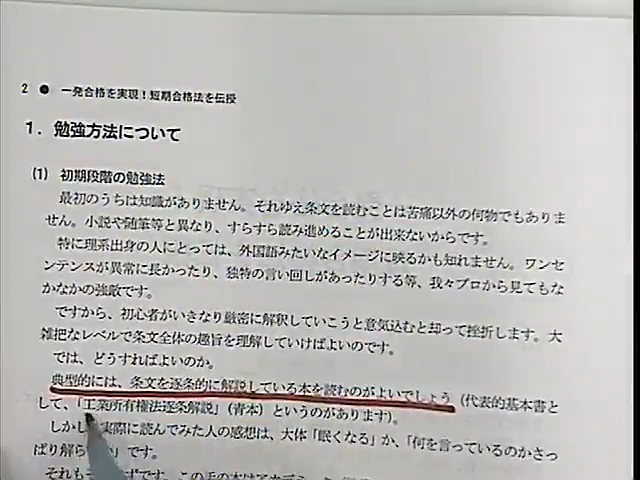 2 ● 一発合格を実現！短期合格法を伝授
1．勉強方法について
(1) 初期段階の勉強法
最初のうちは知識がありません。それゆえ条文を読むことは苦痛以外の何物でもありま
せん。小説や随筆等と異なり、すらすら読み進めることが出来ないからです。
特に理系出身の人にとっては、外国語みたいなイメージに映るかも知れません。ワンセ
ンテンスが異常に長かったり、独特の言い回しがあったりする等、我々プロから見てもな
かなかの強敵です。
ですから、初心者がいきなり厳密に解釈していこうと意気込むと却って挫折します。大
雑把なレベルで条文全体の趣旨を理解していけばよいのです。
では、どうすればよいのか。
典型的には、条文を逐条的に解説している本を読むのがよいでしょう（代表的基本書と
して、「工業所有権法逐条解説」（青本）というのがあります）。
しかし 実際に読んでみた人の感想は、大体「眠くなる」か、「何を言っているのかさっ
ぱり解ら 」です。
それも